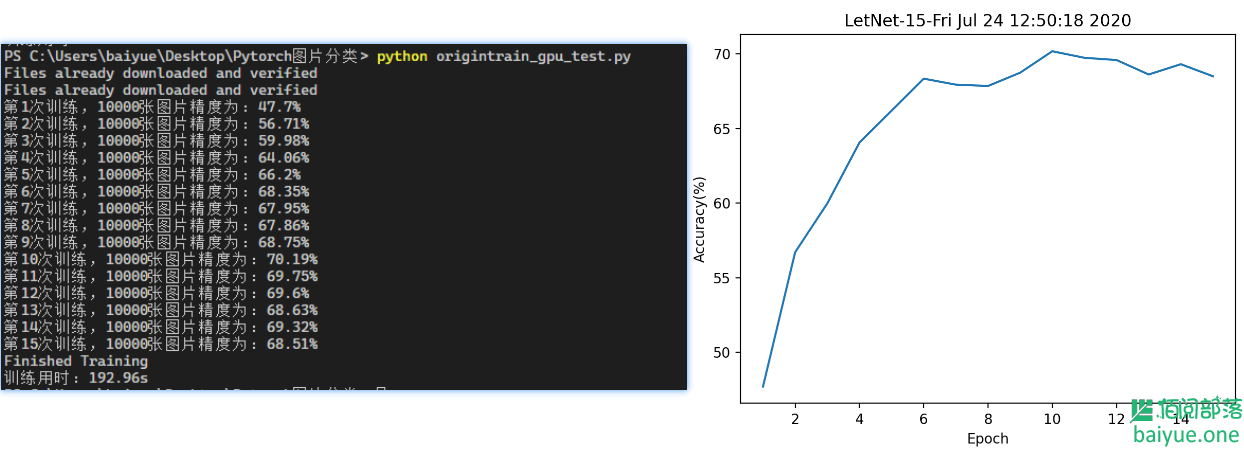 PS C:\Users\baiyue\Desktop\Pytorch图片分类> python origintrain_gpu_test.py
Files already downloaded and verified
Files already downloaded and verified
第1次训练，10000张图片精度为：47.7%
第2次训练，10000张图片精度为：56.71%
第3次训练，10000张图片精度为：59.98%
第4次训练，10000张图片精度为：64.06%
第5次训练，10000张图片精度为：66.2%
第6次训练，10000张图片精度为：68.35%
第7次训练，10000张图片精度为：67.95%
第8次训练，10000张图片精度为：67.86%
第9次训练，10000张图片精度为：68.75%
第10次训练，10000张图片精度为：70.19%
第11次训练，10000张图片精度为：69.75%
第12次训练，10000张图片精度为：69.6%
第13次训练，10000张图片精度为：68.63%
第14次训练，10000张图片精度为：69.32%
第15次训练，10000张图片精度为：68.51%
Finished Training
训练用时：192.96s
LetNet-15-Fri Jul 24 12:50:18 2020
Accuracy(%)
70
65
60
55
50
2 4 6 8 10 12 14
Epoch
佰阅部落
baiyue.one